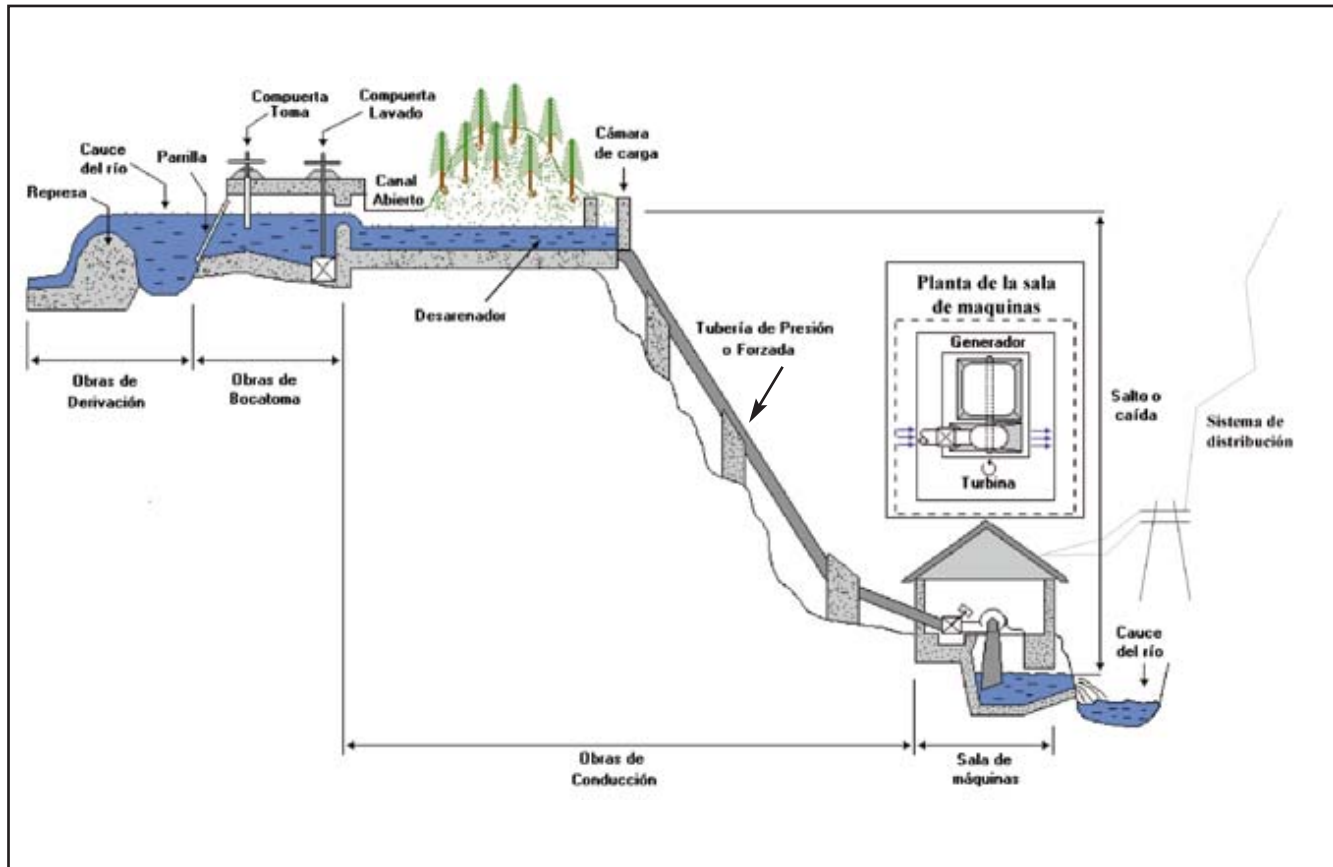 Compuerta
Toma
Compuerta
Lavado
Cauce
del río
Parrilla
Represa
Canal
Abierto
Cámara
de carga
Desarenador
Obras de
Derivación
Obras de
Bocatoma
Tubería de Presión
o Forzada
Planta de la sala
de maquinas
Generador
Turbina
Salto o
caída
Sistema de
distribución
Cauce
del río
Obras de
Conducción
Sala de
máquinas